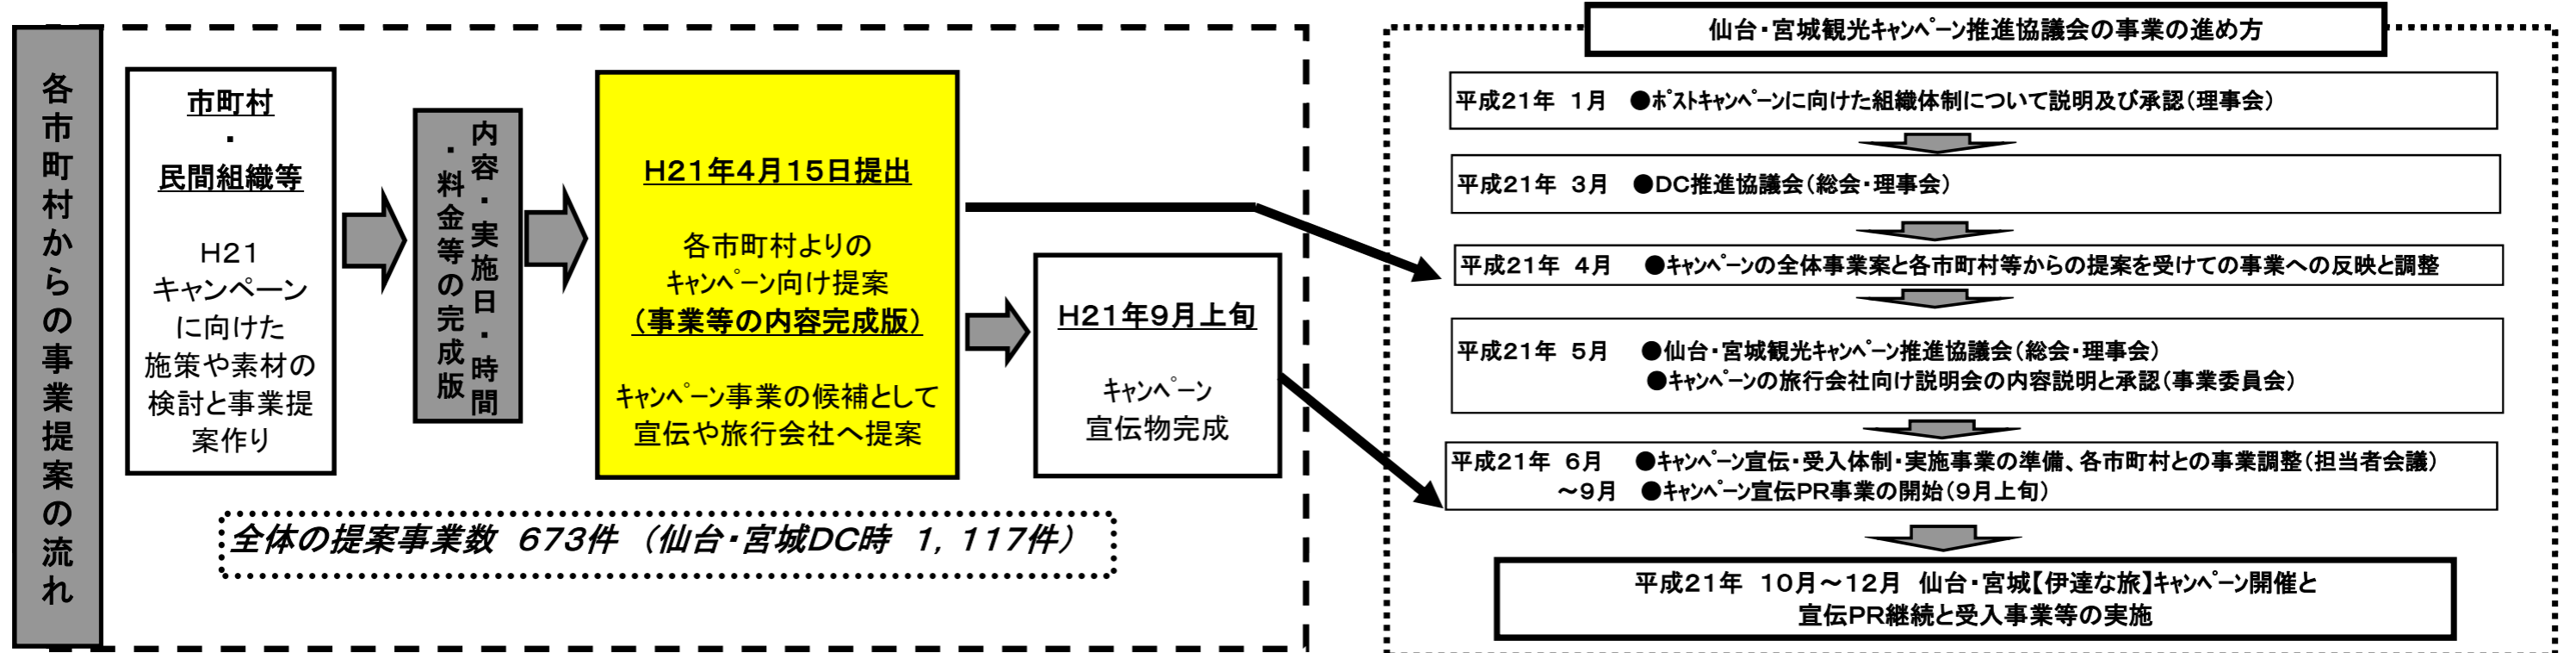 各市町村からの事業提案の流れ
市町村
・
民間組織等
H21
キャンペーン
に向けた
施策や素材の
検討と事業提
案作り
内容・実施日・時間
・料金等の完成版
H21年4月15日提出
各市町村よりの
キャンペーン向け提案
（事業等の内容完成版）
キャンペーン事業の候補として
宣伝や旅行会社へ提案
H21年9月上旬
キャンペーン
宣伝物完成
全体の提案事業数 673件 （仙台・宮城DC時 1，117件）
仙台・宮城観光キャンペーン推進協議会の事業の進め方
平成21年 1月 ●ポストキャンペーンに向けた組織体制について説明及び承認（理事会）
平成21年 3月 ●DC推進協議会（総会・理事会）
平成21年 4月 ●キャンペーンの全体事業案と各市町村等からの提案を受けての事業への反映と調整
平成21年 5月 ●仙台・宮城観光キャンペーン推進協議会（総会・理事会）
●キャンペーンの旅行会社向け説明会の内容説明と承認（事業委員会）
平成21年 6月 ●キャンペーン宣伝・受入体制・実施事業の準備、各市町村との事業調整（担当者会議）
～9月 ●キャンペーン宣伝PR事業の開始（9月上旬）
平成21年 10月～12月 仙台・宮城【伊達な旅】キャンペーン開催と
宣伝PR継続と受入事業等の実施